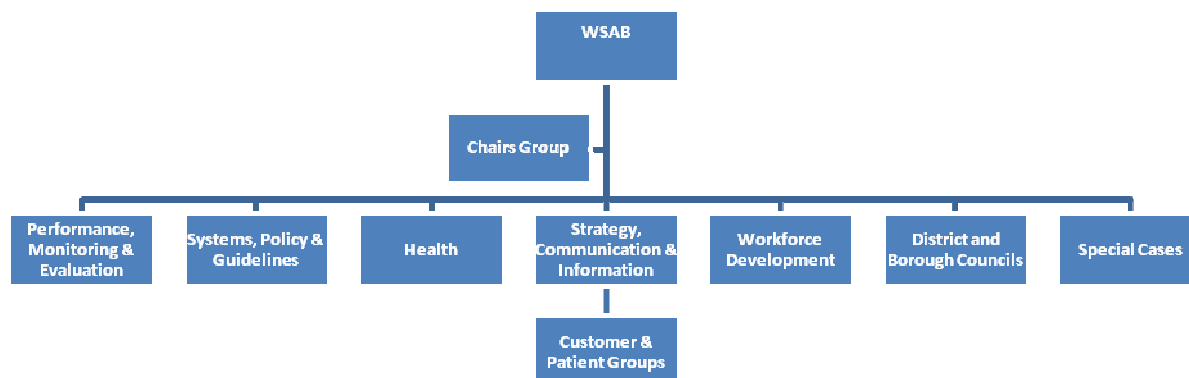 WSAB
Chairs Group
Performance,
Monitoring &
Evaluation
Systems, Policy &
Guidelines
Health
Strategy,
Communication &
Information
Workforce
Development
District and
Borough Councils
Special Cases
Customer &
Patient Groups